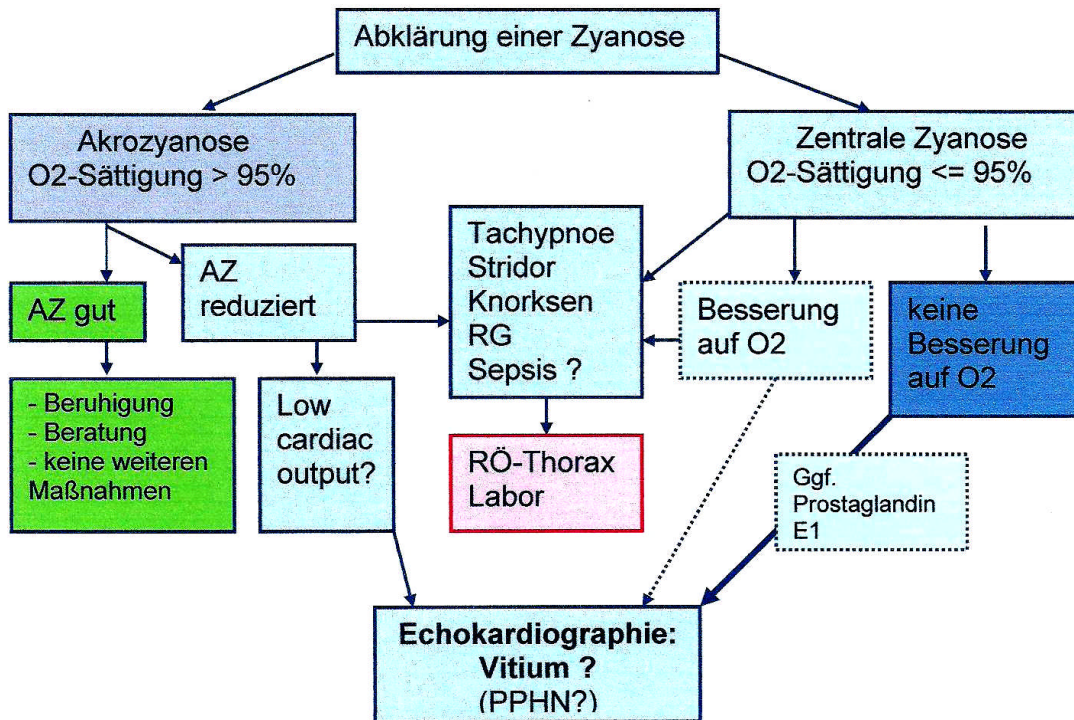 Abklärung einer Zyanose
Akrozyanose
O2-Sättigung > 95%
Zentrale Zyanose
O2-Sättigung <= 95%
AZ gut
AZ
reduziert
Tachypnoe
Stridor
Knorksen
RG
Sepsis ?
Besserung
auf O2
keine
Besserung
auf O2
- Beruhigung
- Beratung
- keine weiteren
Maßnahmen
Low
cardiac
output?
RÖ-Thorax
Labor
Ggf.
Prostaglandin
E1
Echokardiographie:
Vitium ?
(PPHN?)